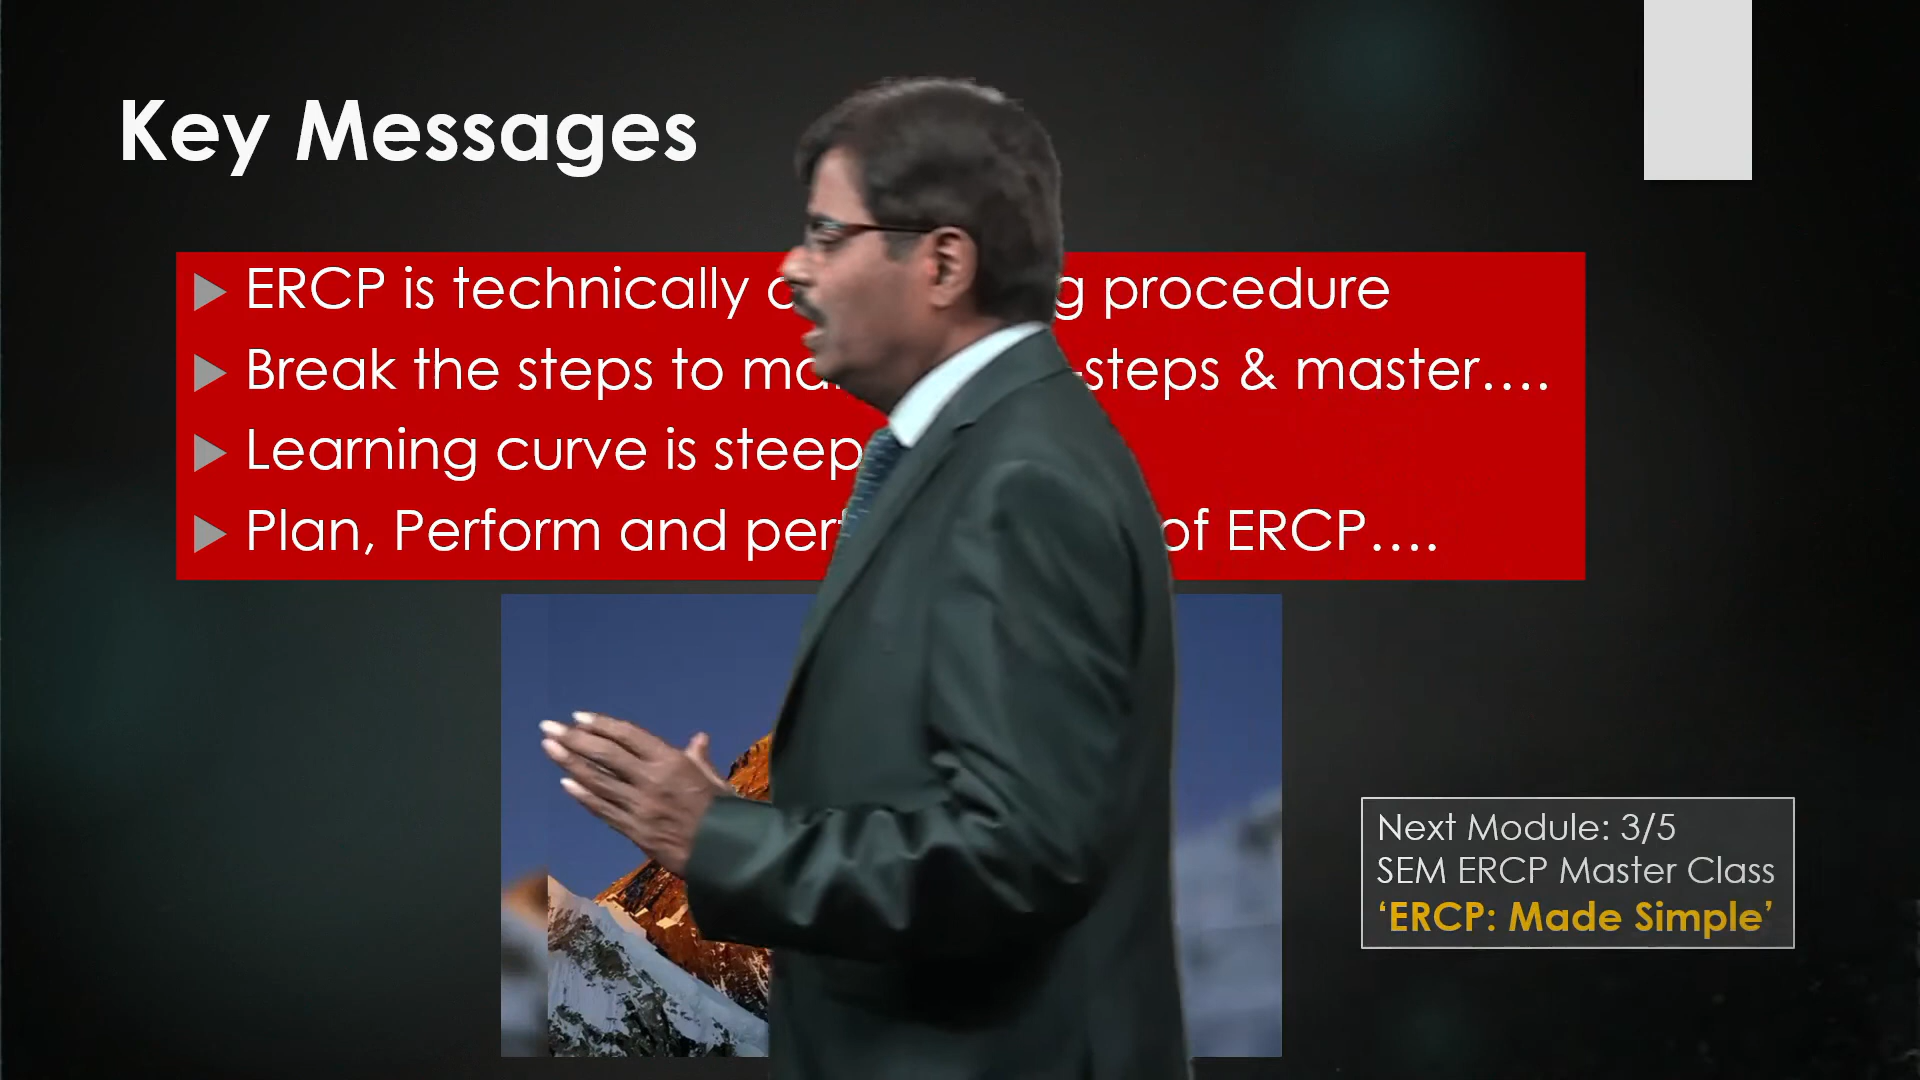 Key Messages
ERCP is technically procedure
Break the steps to steps & master....
Learning curve is steep
Plan, Perform and of ERCP....
Next Module: 3/5
SEM ERCP Master Class
‘ERCP: Made Simple’